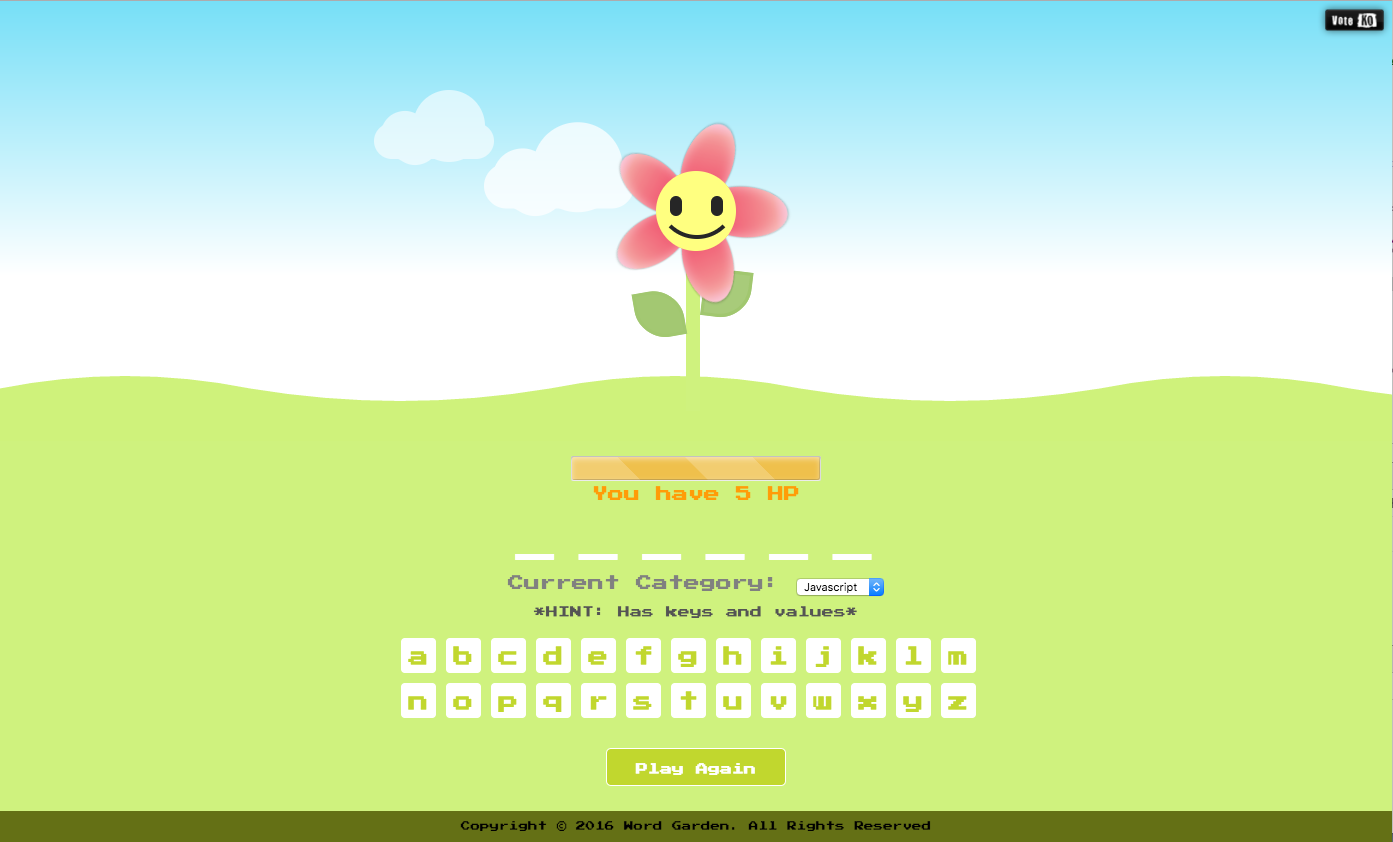 Vote KO
You have 5 HP
Current Category: Javascript
*HINT: Has keys and values*
a b c d e f g h i j k l m
n o p q r s t u v w x y z
Play Again
Copyright © 2016 Word Garden. All Rights Reserved